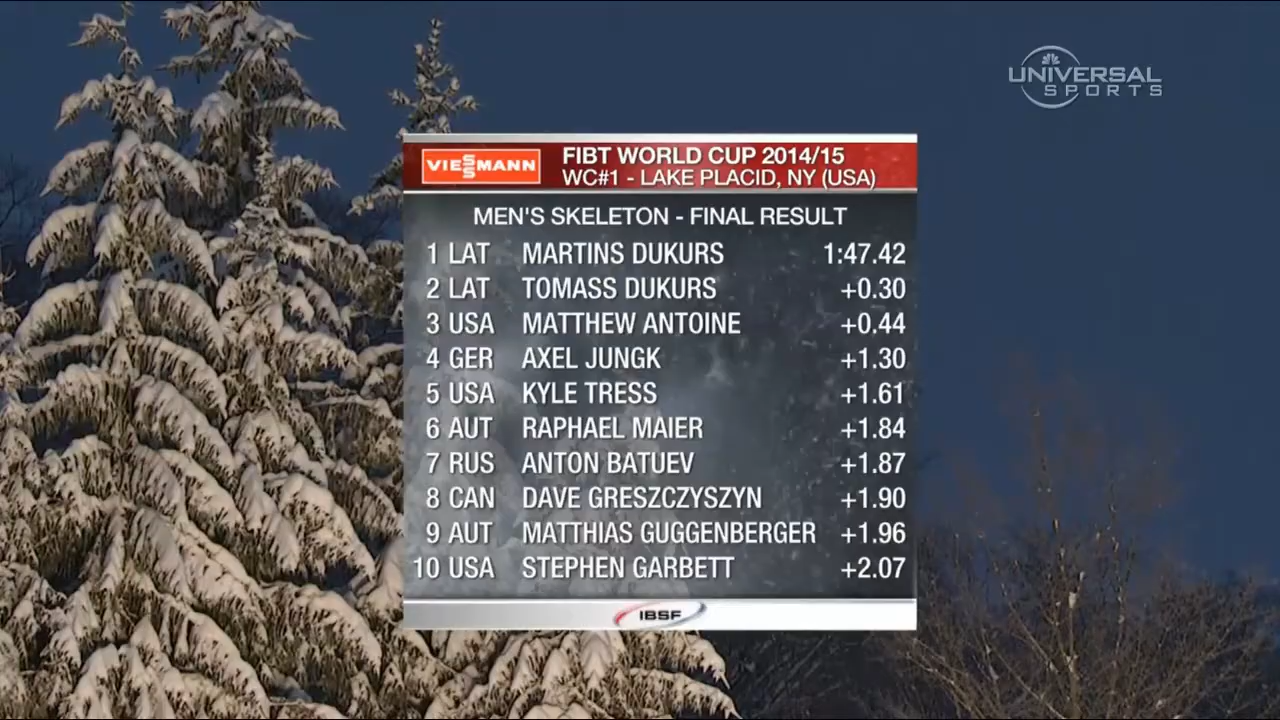 UNIVERSAL
SPORTS
VIESSMANN
FIBT WORLD CUP 2014/15
WC#1 - LAKE PLACID, NY (USA)
MEN'S SKELETON - FINAL RESULT
1 LAT MARTINS DUKURS 1:47.42
2 LAT TOMASS DUKURS +0.30
3 USA MATTHEW ANTOINE +0.44
4 GER AXEL JUNGK +1.30
5 USA KYLE TRESS +1.61
6 AUT RAPHAEL MAIER +1.84
7 RUS ANTON BATUEV +1.87
8 CAN DAVE GRESZCZYSZYN +1.90
9 AUT MATTHIAS GUGGENBERGER +1.96
10 USA STEPHEN GARBETT +2.07
IBSF